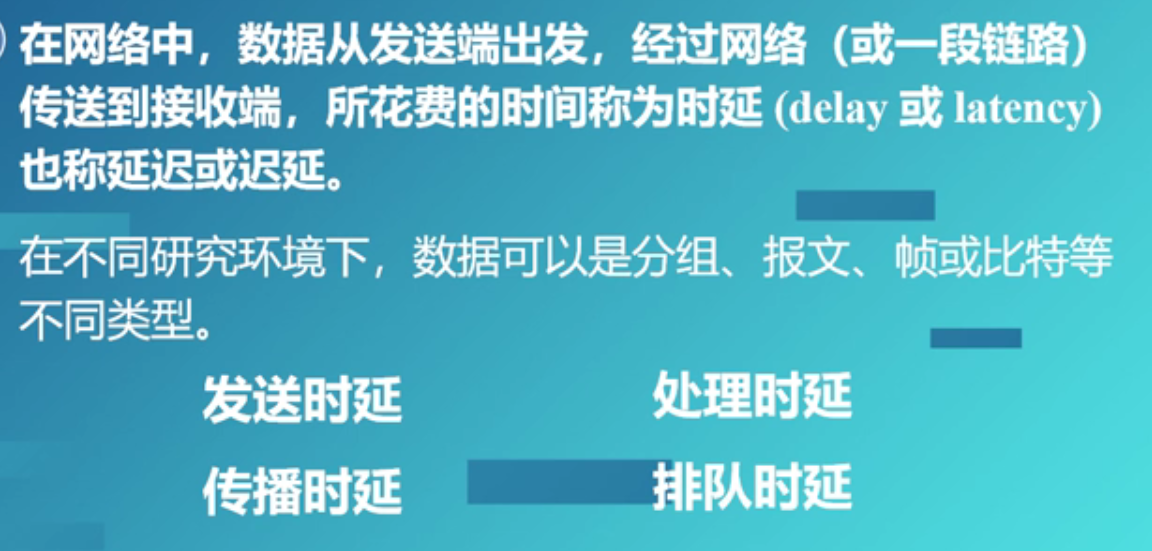 在网络中，数据从发送端出发，经过网络（或一段链路）
传送到接收端，所花费的时间称为时延 (delay 或 latency)
也称延迟或迟延。
在不同研究环境下，数据可以是分组、报文、帧或比特等
不同类型。
发送时延 处理时延
传播时延 排队时延